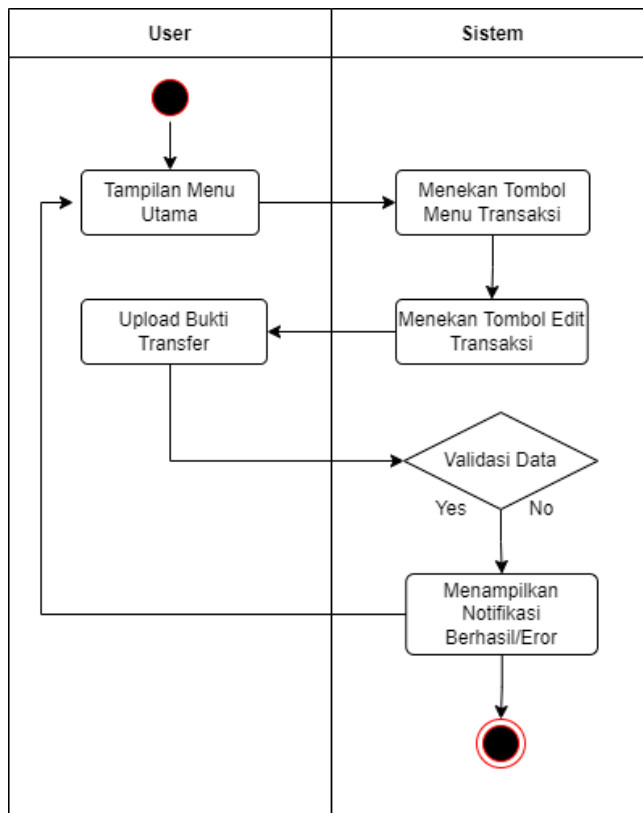 User
Sistem
Tampilan Menu
Utama
Menekan Tombol
Menu Transaksi
Upload Bukti
Transfer
Menekan Tombol Edit
Transaksi
Validasi Data
Yes
No
Menampilkan
Notifikasi
Berhasil/Eror